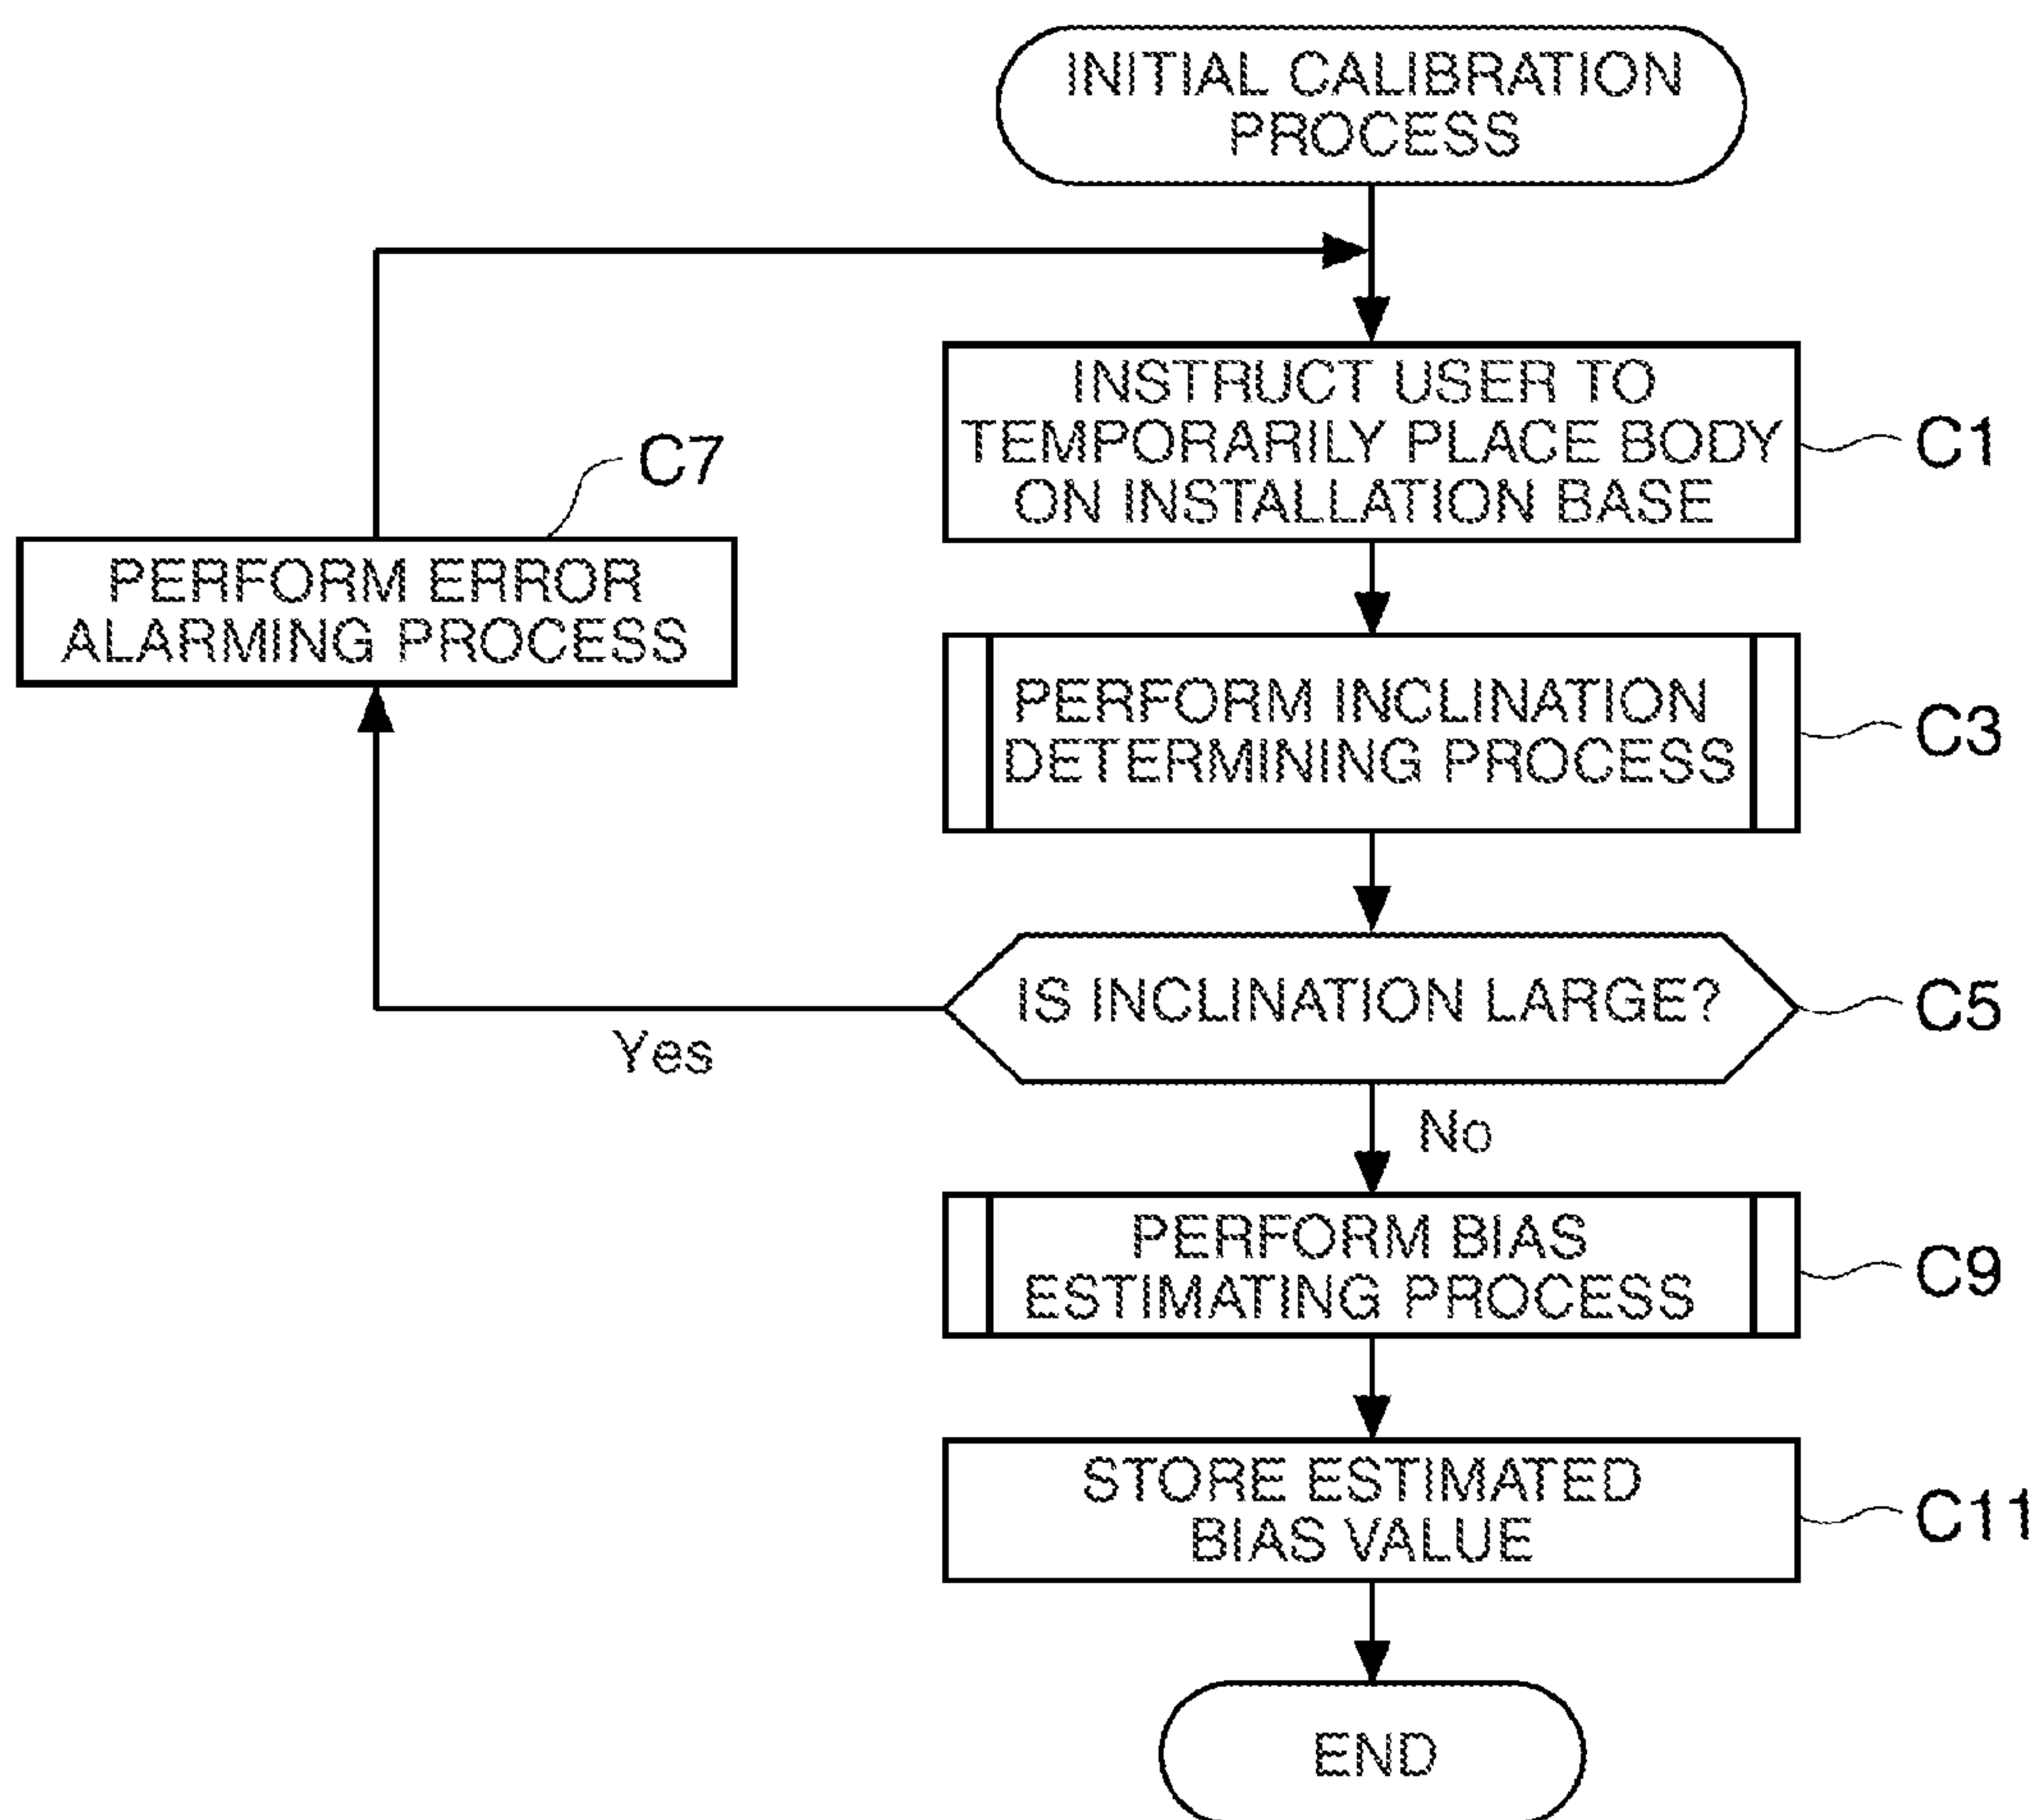 INITIAL CALIBRATION
PROCESS
INSTRUCT USER TO
TEMPORARILY PLACE BODY
ON INSTALLATION BASE
C1
C7
PERFORM ERROR
ALARMING PROCESS
PERFORM INCLINATION
DETERMINING PROCESS
C3
IS INCLINATION LARGE?
C5
Yes
No
PERFORM BIAS
ESTIMATING PROCESS
C9
STORE ESTIMATED
BIAS VALUE
C11
END